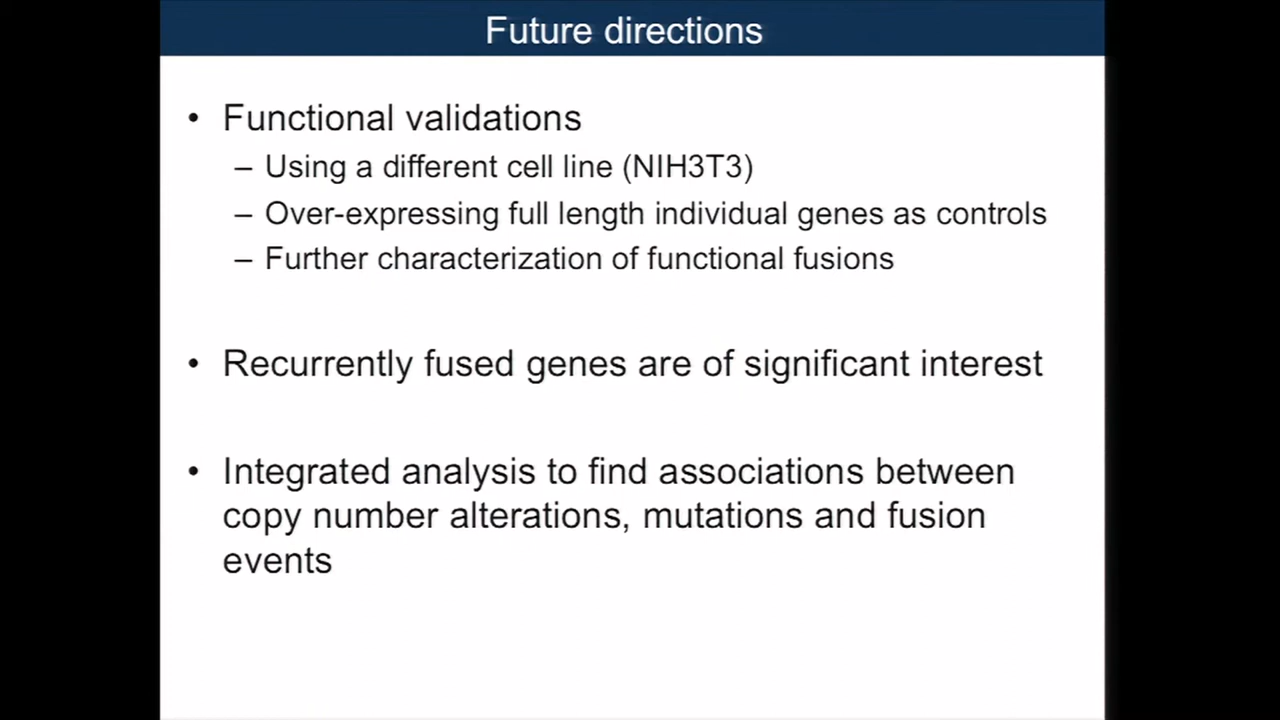 Future directions
• Functional validations
– Using a different cell line (NIH3T3)
– Over-expressing full length individual genes as controls
– Further characterization of functional fusions
• Recurrently fused genes are of significant interest
• Integrated analysis to find associations between
copy number alterations, mutations and fusion
events